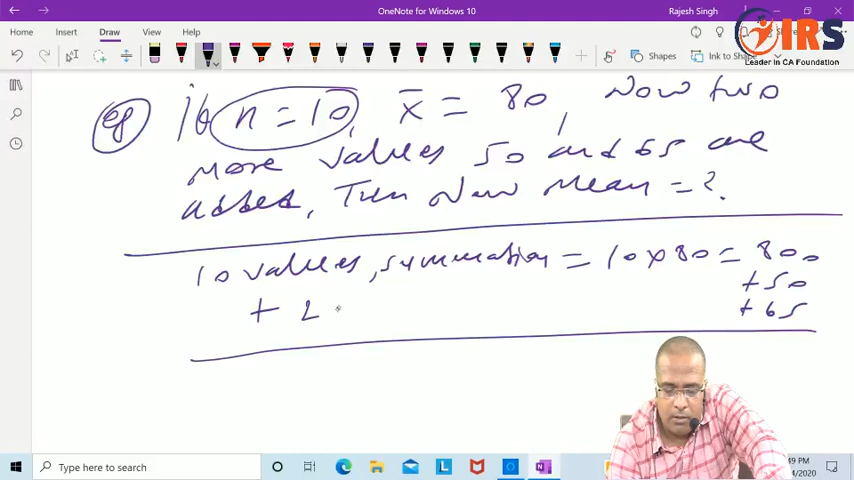 OneNote for Windows 10
Rajesh Singh
Home Insert Draw View Help
Shapes Ink to Shape
IRS
Leader in CA Foundation
eg if n = 10, x̄ = 80, Now two
more values 50 and 65 are
added, Then New Mean = ?.
10 values, summation = 10 x 80 = 800
+50
+ 2 + 65
Type here to search